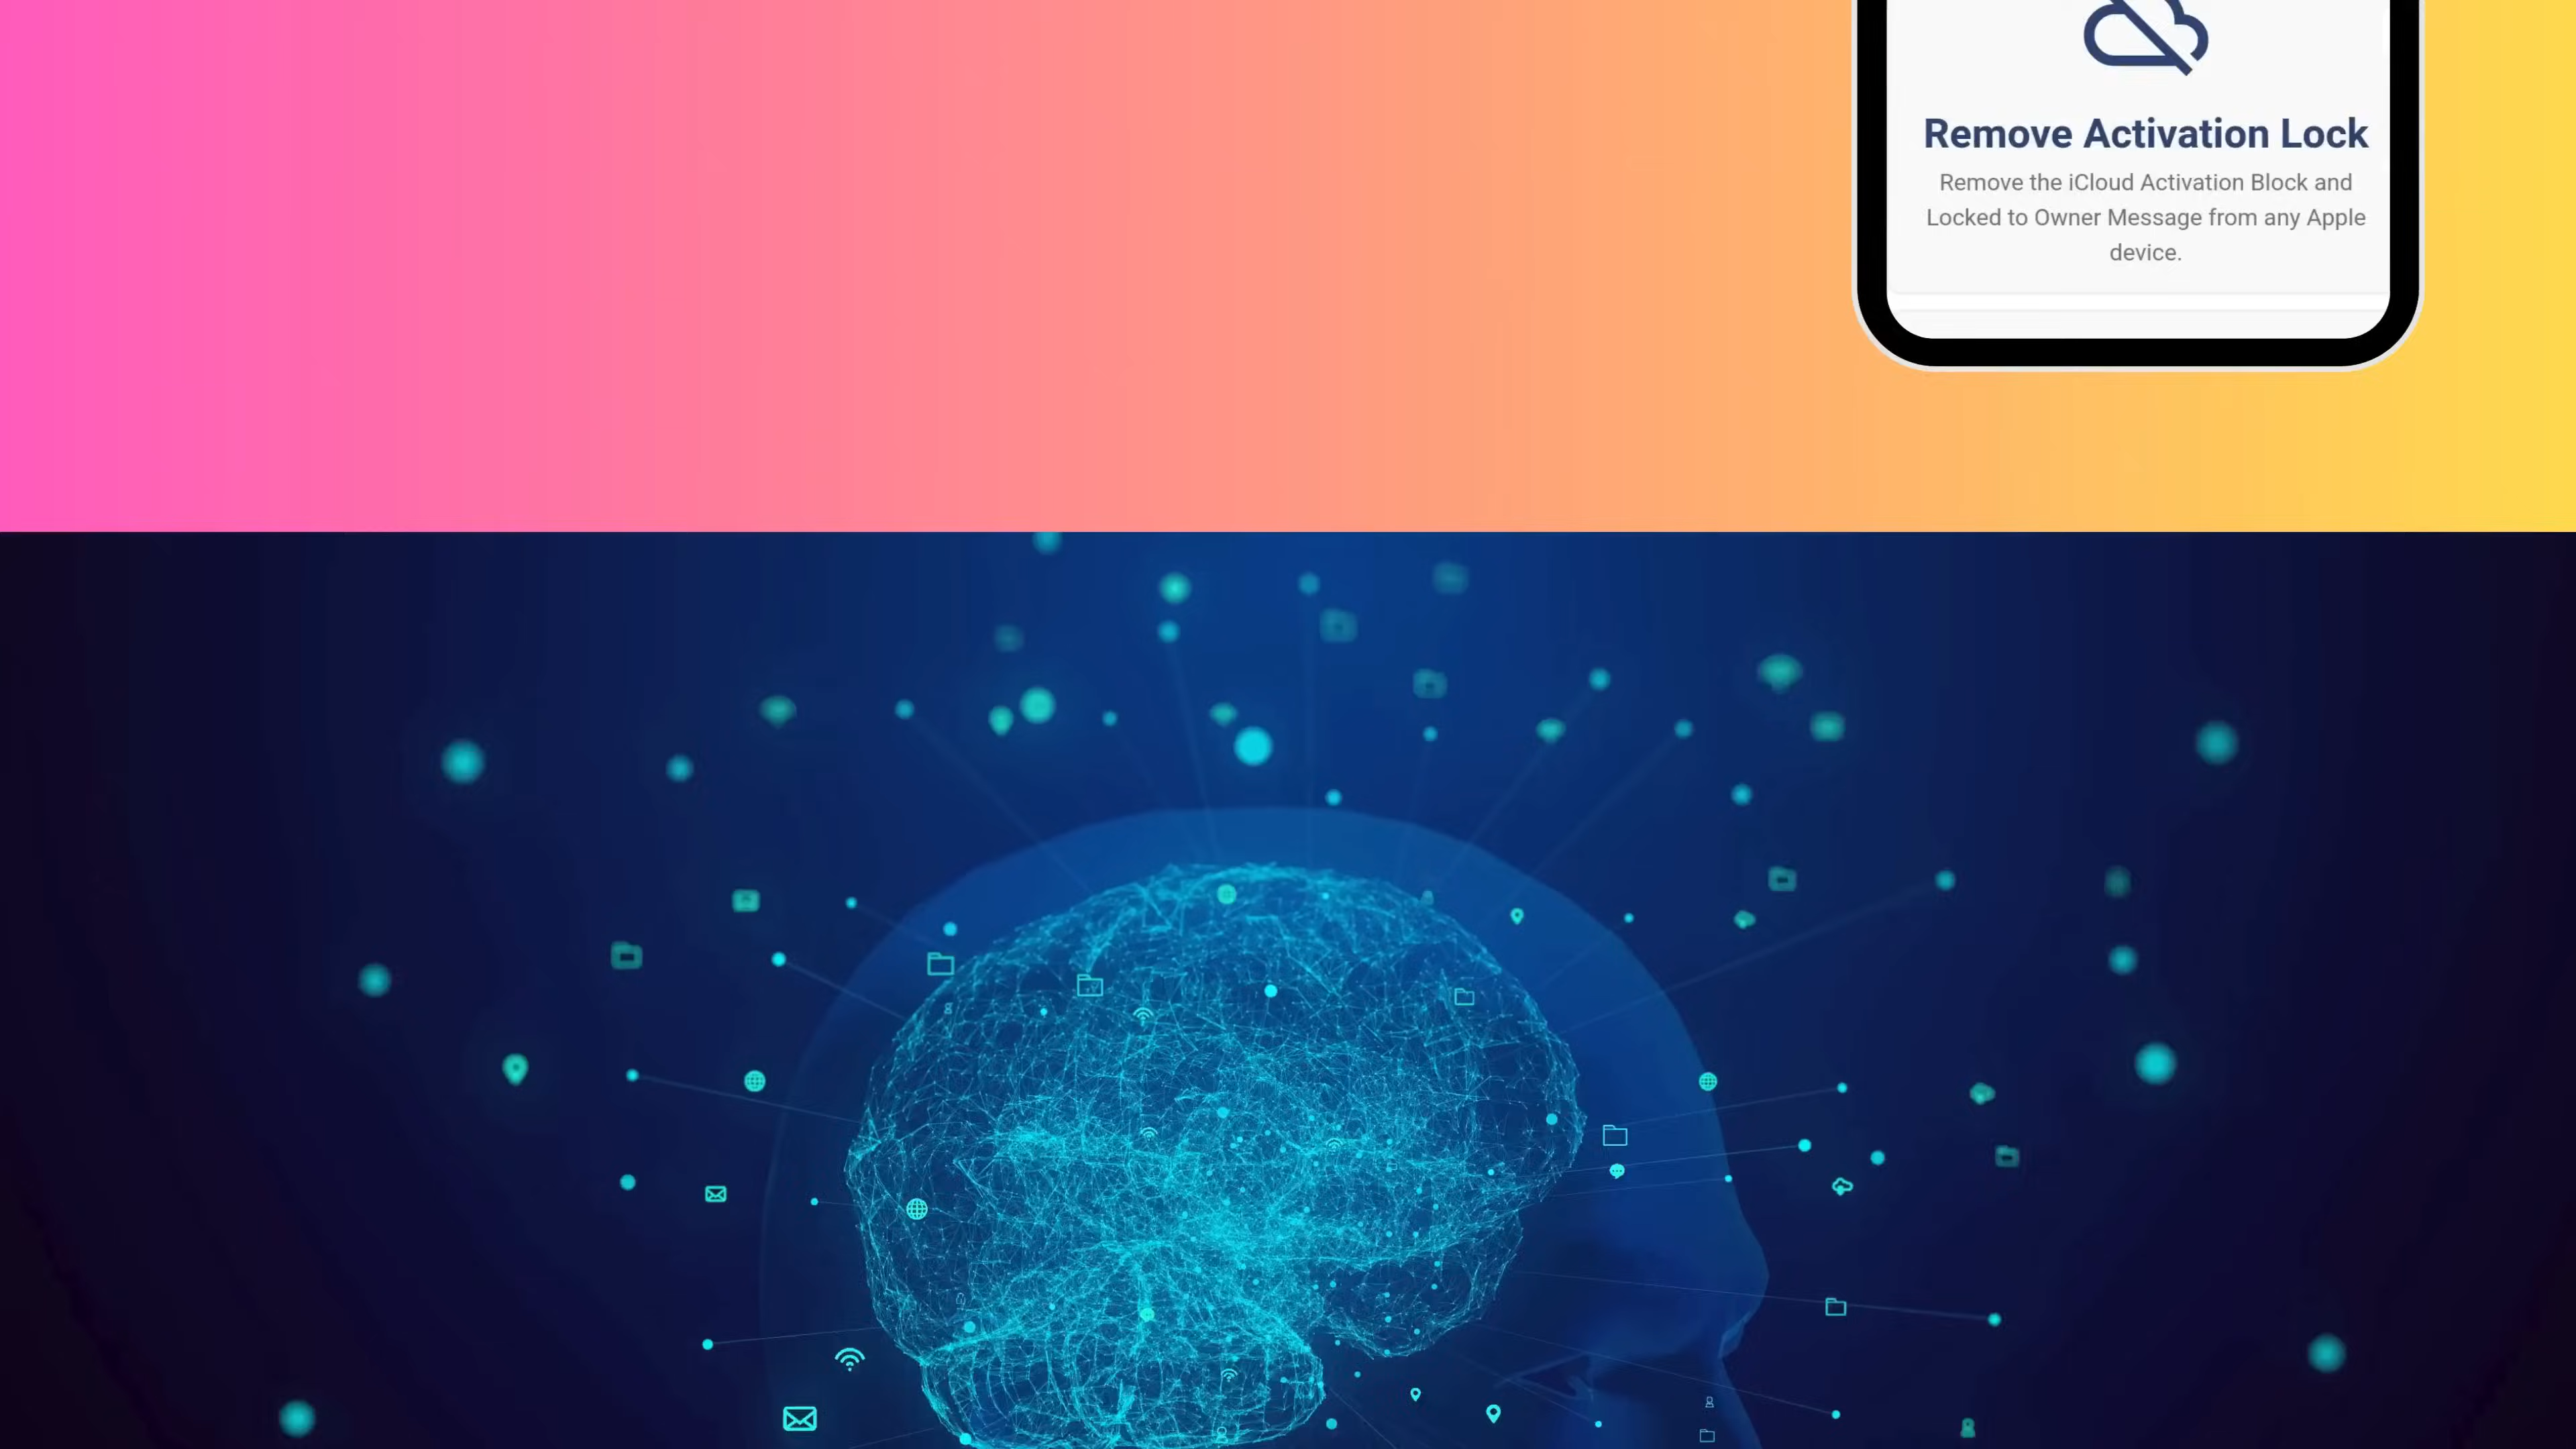 Remove Activation Lock
Remove the iCloud Activation Block and
Locked to Owner Message from any Apple
device.